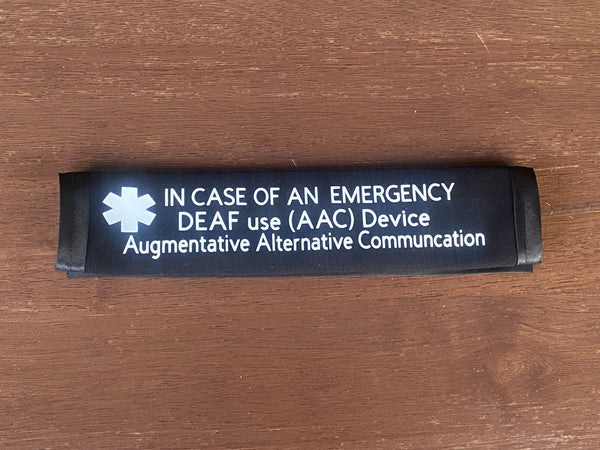 IN CASE OF AN EMERGENCY
DEAF use (AAC) Device
Augmentative Alternative Communcation